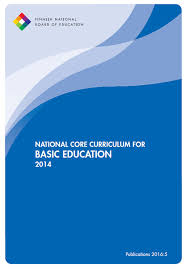 FINNISH NATIONAL
BOARD OF EDUCATION
NATIONAL CORE CURRICULUM FOR
BASIC EDUCATION
2014
Publications 2016:5